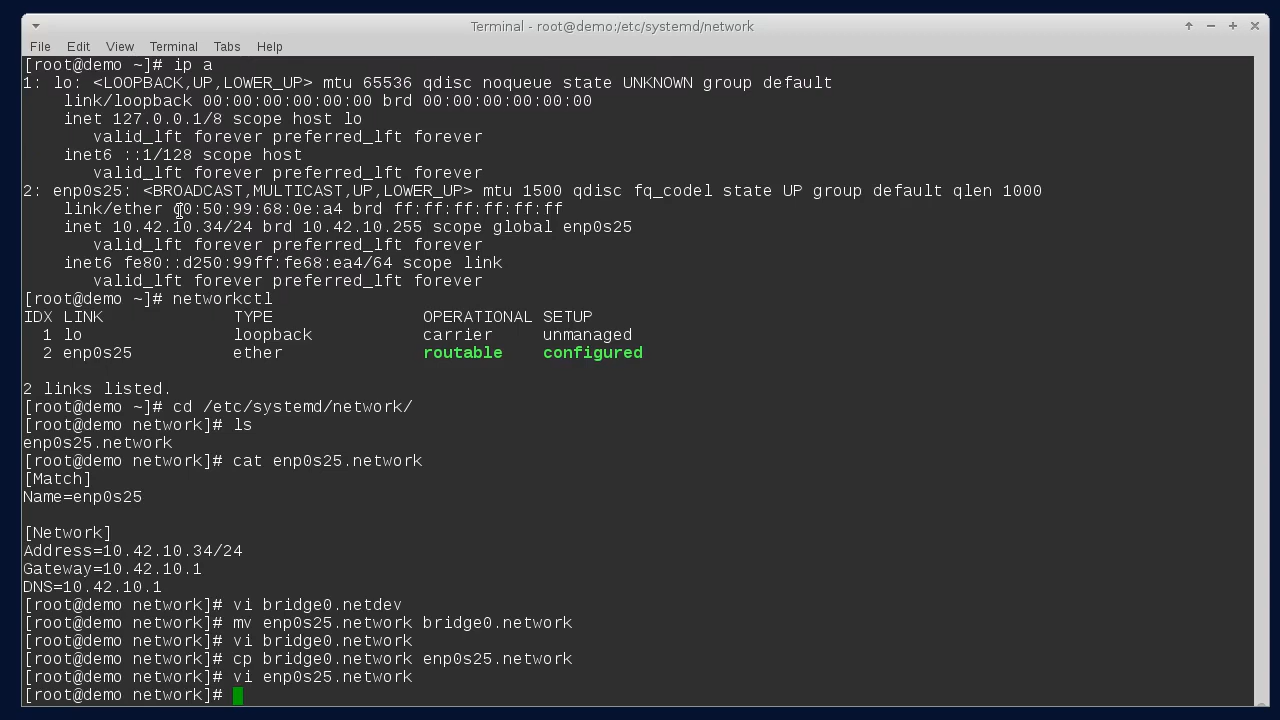 Terminal - root@demo:/etc/systemd/network
File Edit View Terminal Tabs Help
[root@demo ~]# ip a
1: lo: <LOOPBACK,UP,LOWER_UP> mtu 65536 qdisc noqueue state UNKNOWN group default
    link/loopback 00:00:00:00:00:00 brd 00:00:00:00:00:00
    inet 127.0.0.1/8 scope host lo
       valid_lft forever preferred_lft forever
    inet6 ::1/128 scope host
       valid_lft forever preferred_lft forever
2: enp0s25: <BROADCAST,MULTICAST,UP,LOWER_UP> mtu 1500 qdisc fq_codel state UP group default qlen 1000
    link/ether :50:99:68:0e:a4 brd ff:ff:ff:ff:ff:ff
    inet 10.42.10.34/24 brd 10.42.10.255 scope global enp0s25
       valid_lft forever preferred_lft forever
    inet6 fe80::d250:99ff:fe68:ea4/64 scope link
       valid_lft forever preferred_lft forever
[root@demo ~]# networkctl
IDX LINK             TYPE               OPERATIONAL SETUP
  1 lo               loopback           carrier     unmanaged
  2 enp0s25          ether              routable    configured
2 links listed.
[root@demo ~]# cd /etc/systemd/network/
[root@demo network]# ls
enp0s25.network
[root@demo network]# cat enp0s25.network
[Match]
Name=enp0s25
[Network]
Address=10.42.10.34/24
Gateway=10.42.10.1
DNS=10.42.10.1
[root@demo network]# vi bridge0.netdev
[root@demo network]# mv enp0s25.network bridge0.network
[root@demo network]# vi bridge0.network
[root@demo network]# cp bridge0.network enp0s25.network
[root@demo network]# vi enp0s25.network
[root@demo network]#